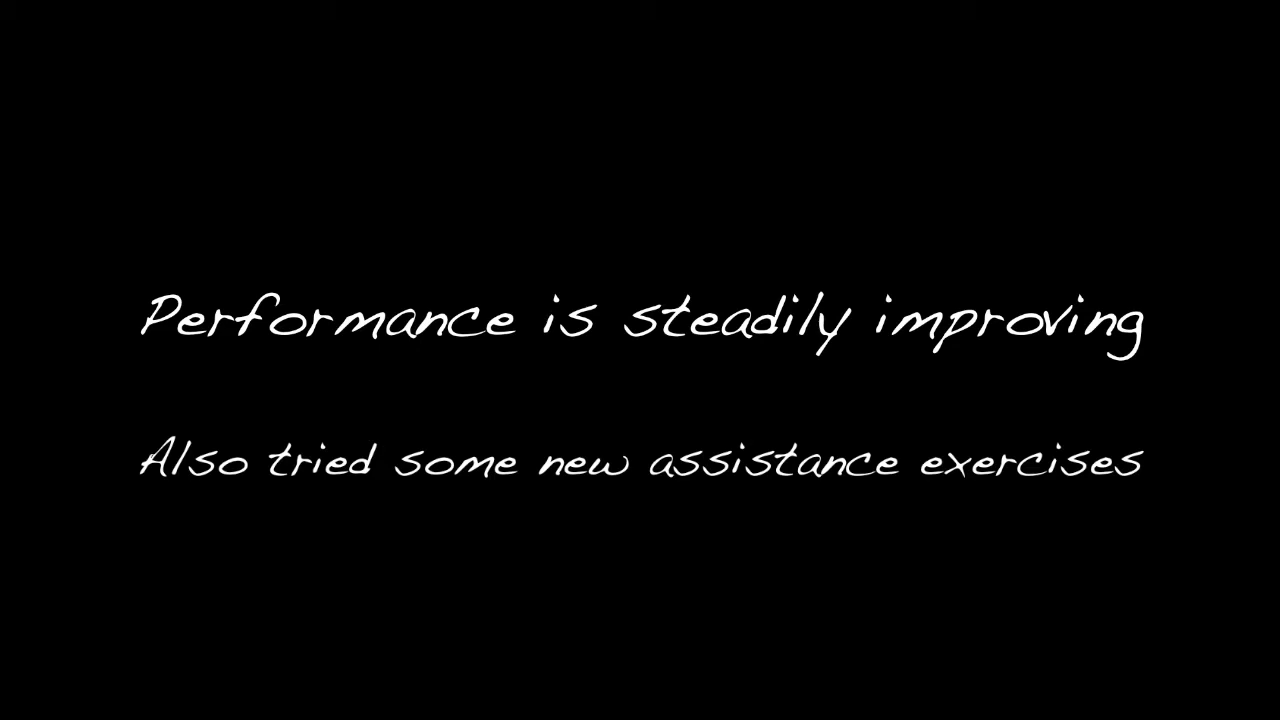 Performance is steadily improving
Also tried some new assistance exercises